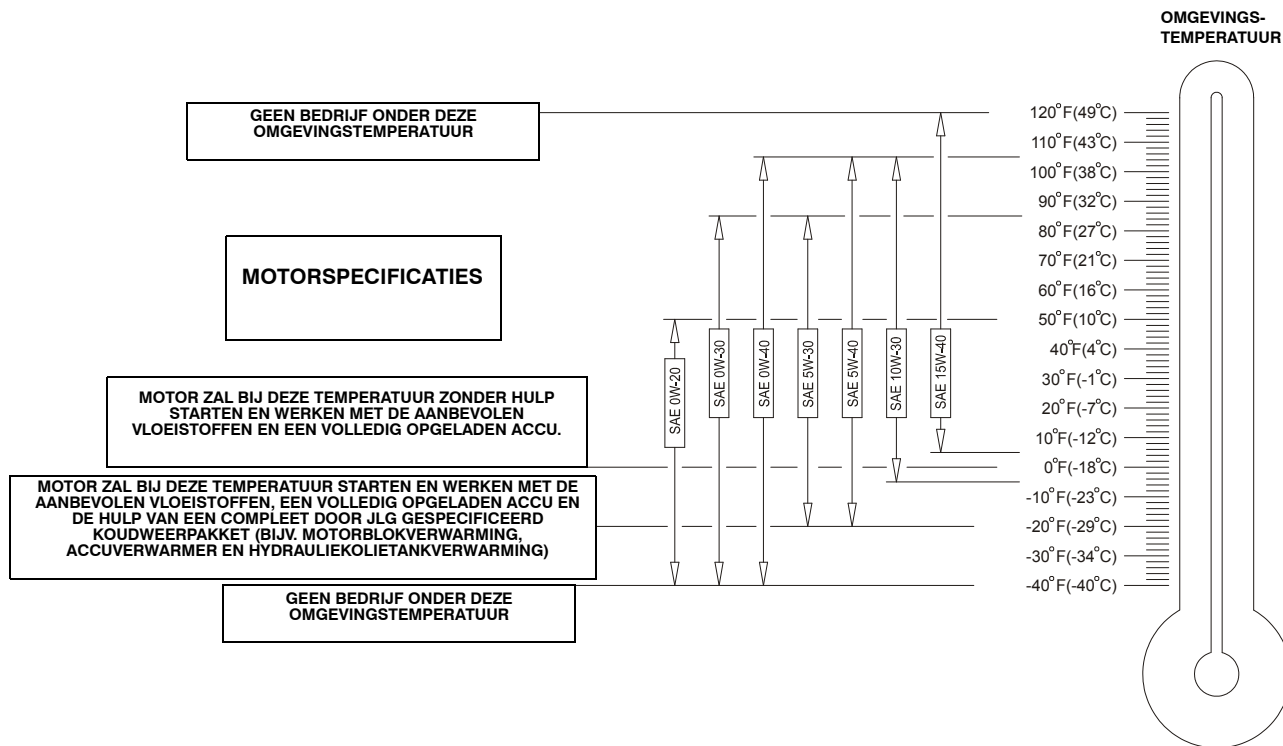 OMGEVINGS-
TEMPERATUUR
GEEN BEDRIJF ONDER DEZE
OMGEVINGSTEMPERATUUR
MOTORSPECIFICATIES
MOTOR ZAL BIJ DEZE TEMPERATUUR ZONDER HULP
STARTEN EN WERKEN MET DE AANBEVOLEN
VLOEISTOFFEN EN EEN VOLLEDIG OPGELADEN ACCU.
MOTOR ZAL BIJ DEZE TEMPERATUUR STARTEN EN WERKEN MET DE
AANBEVOLEN VLOEISTOFFEN, EEN VOLLEDIG OPGELADEN ACCU EN
DE HULP VAN EEN COMPLEET DOOR JLG GESPECIFICEERD
KOUDWEERPAKKET (BIJV. MOTORBLOKVERWARMING,
ACCUVERWARMER EN HYDRAULIEKOLIETANKVERWARMING)
GEEN BEDRIJF ONDER DEZE
OMGEVINGSTEMPERATUUR
SAE 0W-20
SAE 0W-30
SAE 0W-40
SAE 5W-30
SAE 5W-40
SAE 10W-30
SAE 15W-40
120°F(49°C)
110°F(43°C)
100°F(38°C)
90°F(32°C)
80°F(27°C)
70°F(21°C)
60°F(16°C)
50°F(10°C)
40°F(4°C)
30°F(-1°C)
20°F(-7°C)
10°F(-12°C)
0°F(-18°C)
-10°F(-23°C)
-20°F(-29°C)
-30°F(-34°C)
-40°F(-40°C)